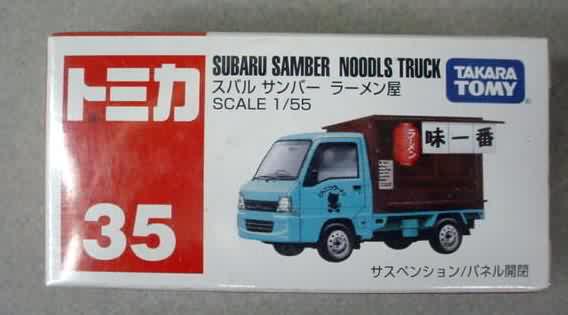 トミカ
35
SUBARU SAMBER NOODLS TRUCK
スバル サンバー ラーメン屋
SCALE 1/55
TAKARA TOMY
ラーメン
味一番
サスペンション/パネル開閉